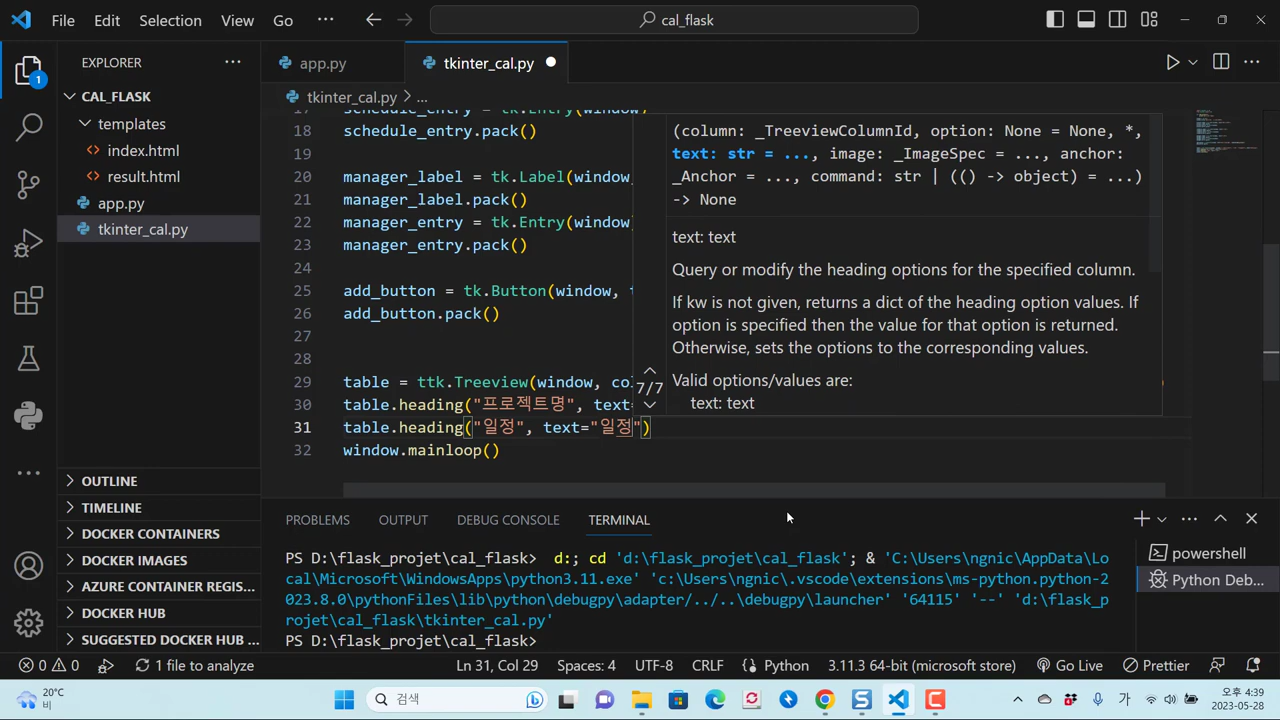 File Edit Selection View Go ··· cal_flask
EXPLORER ···
CAL_FLASK
templates
index.html
result.html
app.py
tkinter_cal.py
OUTLINE
TIMELINE
DOCKER CONTAINERS
DOCKER IMAGES
AZURE CONTAINER REGIS...
DOCKER HUB
SUGGESTED DOCKER HUB ...
1
app.py tkinter_cal.py
tkinter_cal.py > ...
17 schedule_entry = tk.Entry(window)
18 schedule_entry.pack()
19
20 manager_label = tk.Label(window,
21 manager_label.pack()
22 manager_entry = tk.Entry(window)
23 manager_entry.pack()
24
25 add_button = tk.Button(window, t
26 add_button.pack()
27
28
29 table = ttk.Treeview(window, col
30 table.heading("프로젝트명", text=
31 table.heading("일정", text="일정")
32 window.mainloop()
(column: _TreeviewColumnId, option: None = None, *,
text: str = ..., image: _ImageSpec = ..., anchor:
_Anchor = ..., command: str | (() -> object) = ...)
-> None
text: text
Query or modify the heading options for the specified column.
If kw is not given, returns a dict of the heading option values. If
option is specified then the value for that option is returned.
Otherwise, sets the options to the corresponding values.
Valid options/values are:
text: text
7/7
PROBLEMS OUTPUT DEBUG CONSOLE TERMINAL
PS D:\flask_projet\cal_flask> d:; cd 'd:\flask_projet\cal_flask'; & 'C:\Users\ngnic\AppData\Lo
cal\Microsoft\WindowsApps\python3.11.exe' 'c:\Users\ngnic\.vscode\extensions\ms-python.python-2
023.8.0\pythonFiles\lib\python\debugpy\adapter/../..\debugpy\launcher' '64115' '--' 'd:\flask_p
rojet\cal_flask\tkinter_cal.py'
PS D:\flask_projet\cal_flask>
powershell
Python Deb...
0 0 1 file to analyze Ln 31, Col 29 Spaces: 4 UTF-8 CRLF Python 3.11.3 64-bit (microsoft store) Go Live Prettier
20°C
비
검색
가
오후 4:39
2023-05-28